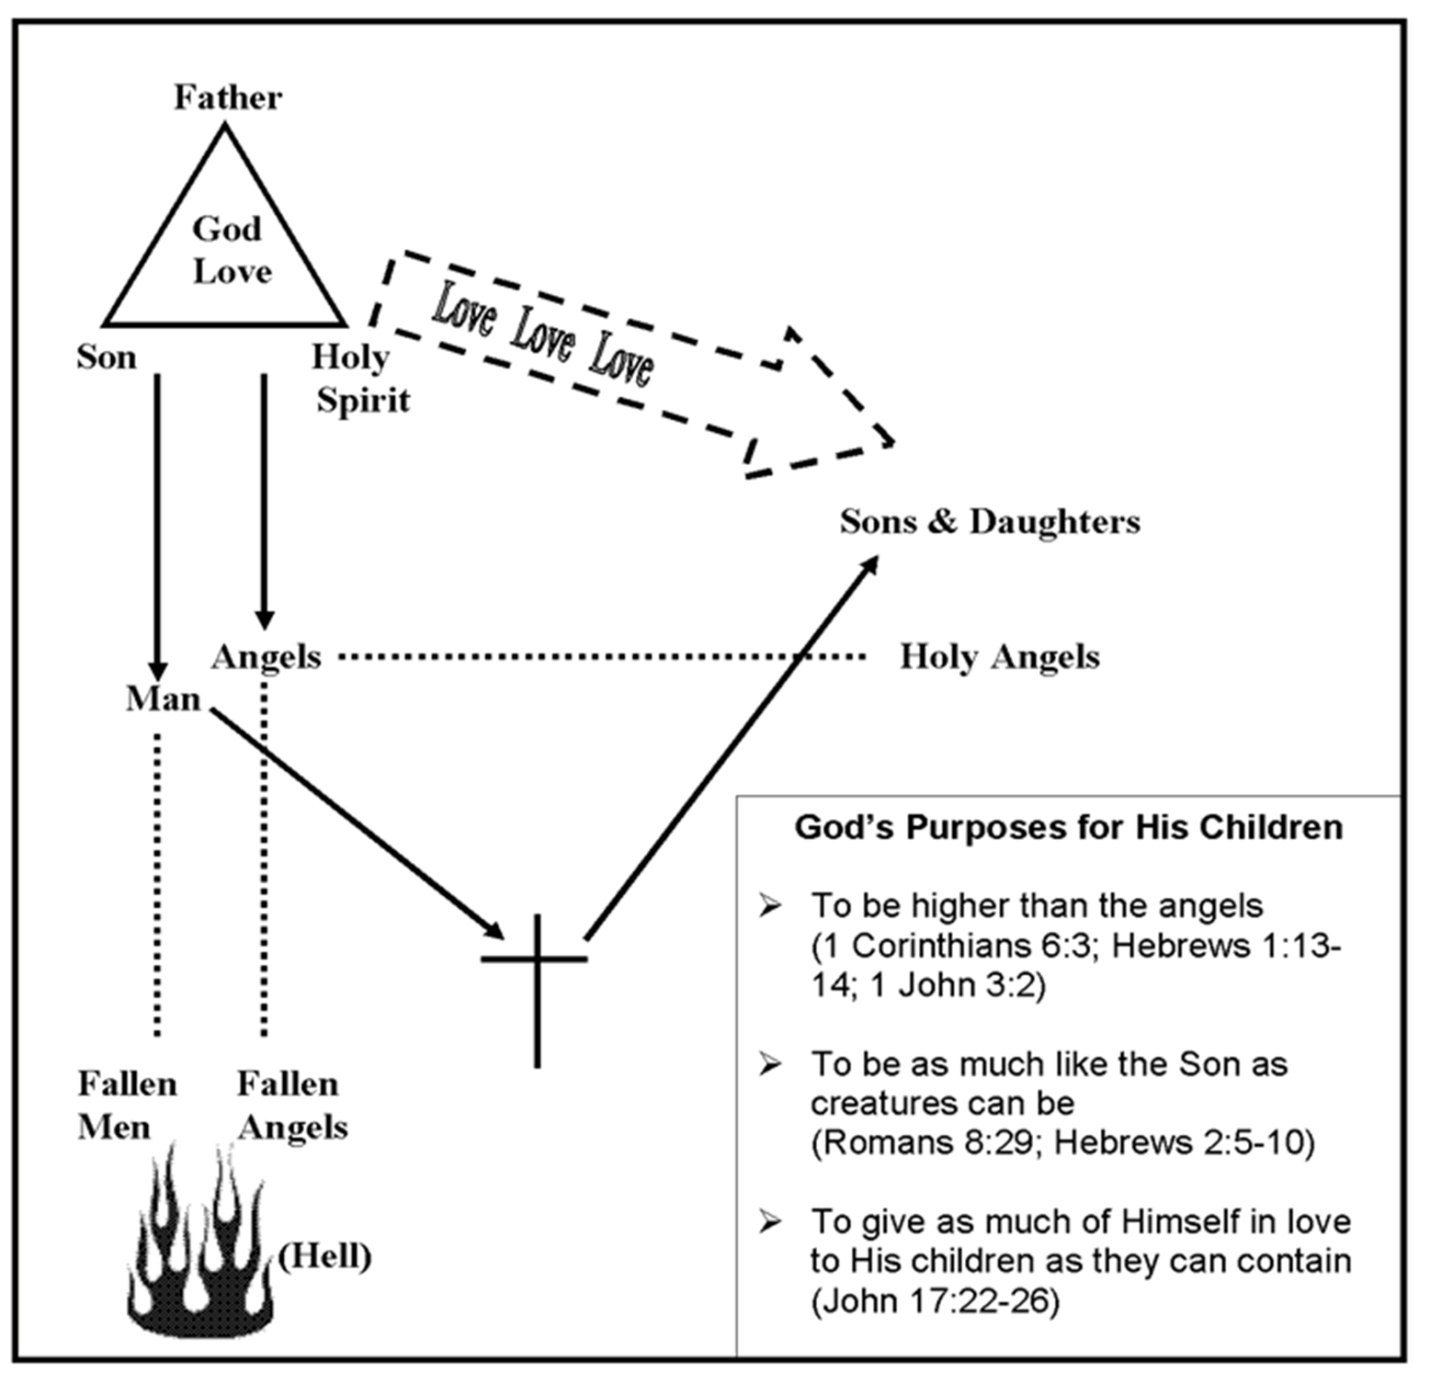 Father
God
Love
Son
Holy
Spirit
Love Love Love
Sons & Daughters
Angels
Holy Angels
Man
God’s Purposes for His Children
➢ To be higher than the angels
(1 Corinthians 6:3; Hebrews 1:13-
14; 1 John 3:2)
➢ To be as much like the Son as
creatures can be
(Romans 8:29; Hebrews 2:5-10)
➢ To give as much of Himself in love
to His children as they can contain
(John 17:22-26)
Fallen
Men
Fallen
Angels
(Hell)